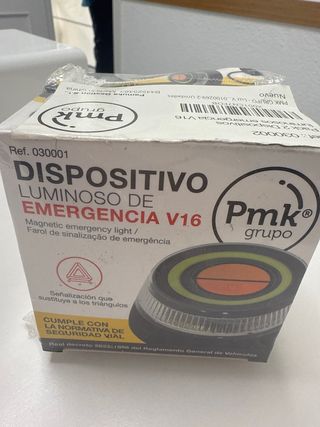 Pmk®
grupo
Nuevo
Ref. 030001
DISPOSITIVO
LUMINOSO DE
EMERGENCIA V16
Magnetic emergency light /
Farol de sinalização de emergência
Pmk®
grupo
Señalización que
sustituye a los triángulos
CUMPLE CON
LA NORMATIVA DE
SEGURIDAD VIAL
Real decreto 2822/1998 del Reglamento General de Vehículos